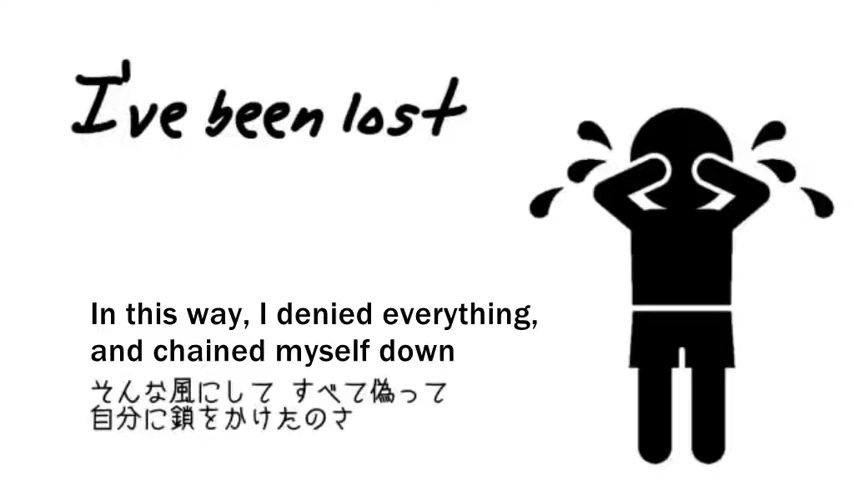 I've been lost
In this way, I denied everything,
and chained myself down
そんな風にして すべて偽って
自分に鎖をかけたのさ